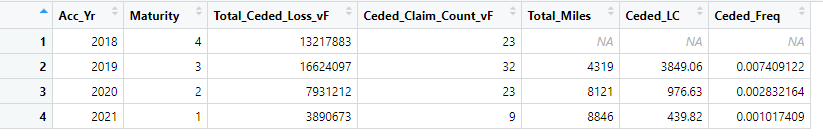 Acc_Yr Maturity Total_Ceded_Loss_vF Ceded_Claim_Count_vF Total_Miles Ceded_LC Ceded_Freq
1 2018 4 13217883 23 NA NA NA
2 2019 3 16624097 32 4319 3849.06 0.007409122
3 2020 2 7931212 23 8121 976.63 0.002832164
4 2021 1 3890673 9 8846 439.82 0.001017409